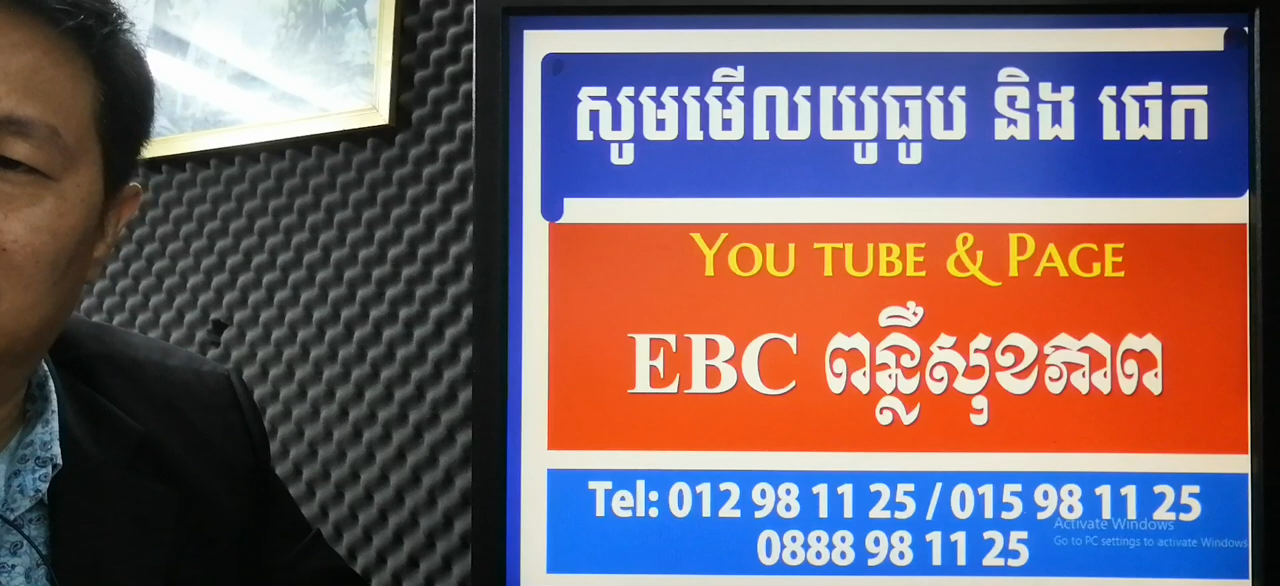 សូមមើលយូធូប និង ផេក
YOU TUBE & PAGE
EBC ពន្លឺសុខភាព
Tel: 012 98 11 25 / 015 98 11 25
0888 98 11 25
Activate Windows
Go to PC settings to activate Windows